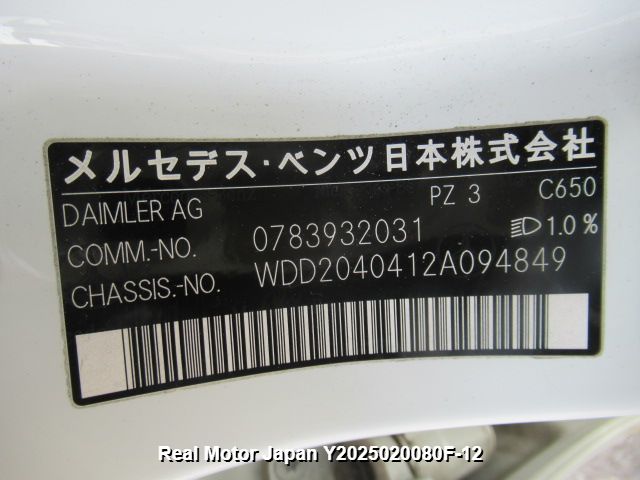 メルセデス・ベンツ日本株式会社
DAIMLER AG PZ 3 C650
COMM.-NO. 0783932031 1.0 %
CHASSIS.-NO. WDD2040412A094849
Real Motor Japan Y2025020080F-12